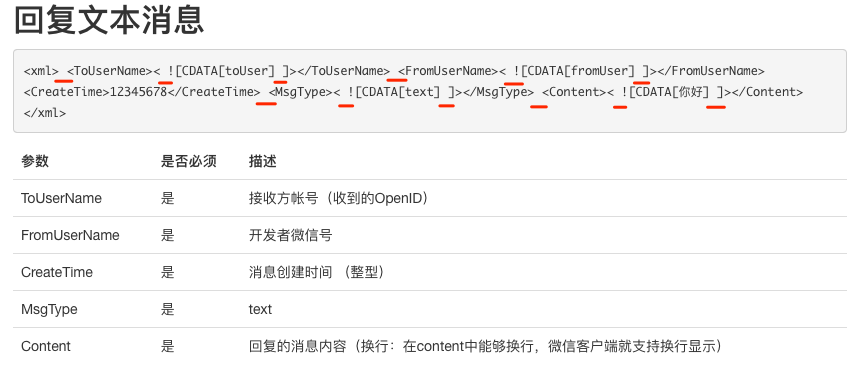 回复文本消息
<xml> <ToUserName>< ![CDATA[toUser] ]></ToUserName> <FromUserName>< ![CDATA[fromUser] ]></FromUserName>
<CreateTime>12345678</CreateTime> <MsgType>< ![CDATA[text] ]></MsgType> <Content>< ![CDATA[你好] ]></Content>
</xml>
参数 是否必须 描述
ToUserName 是 接收方帐号（收到的OpenID）
FromUserName 是 开发者微信号
CreateTime 是 消息创建时间 （整型）
MsgType 是 text
Content 是 回复的消息内容（换行：在content中能够换行，微信客户端就支持换行显示）